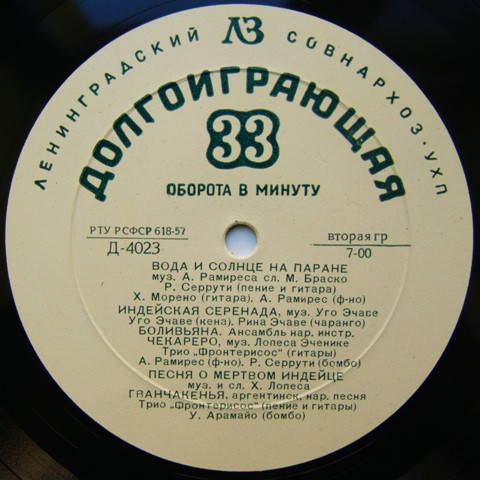 ЛЕНИНГРАДСКИЙ ЛЗ СОВНАРХОЗ·УХП
ДОЛГОИГРАЮЩАЯ
33
ОБОРОТА В МИНУТУ
РТУ РСФСР 618-57
вторая гр
Д-4023
7-00
ВОДА И СОЛНЦЕ НА ПАРАНЕ
муз. А. Рамиреса сл. М. Браско
Р. Серрути (пение и гитара)
Х. Морено (гитара), А. Рамирес (ф-но)
ИНДЕЙСКАЯ СЕРЕНАДА, муз. Уго Эчаве
Уго Эчаве (кена), Рина Эчаве (чаранго)
БОЛИВЬЯНА. Ансамбль нар. инстр.
ЧЕКАРЕРО, муз. Лопеса Эченике
Трио „Фронтерисос“ (гитары)
А. Рамирес (ф-но), Р. Серрути (бомбо)
ПЕСНЯ О МЕРТВОМ ИНДЕЙЦЕ
муз. и сл. Х. Лопеса
ГВАНЧАКЕНЬЯ, аргентинск. нар. песня
Трио „Фронтерисос“ (пение и гитары)
У. Арамайо (бомбо)